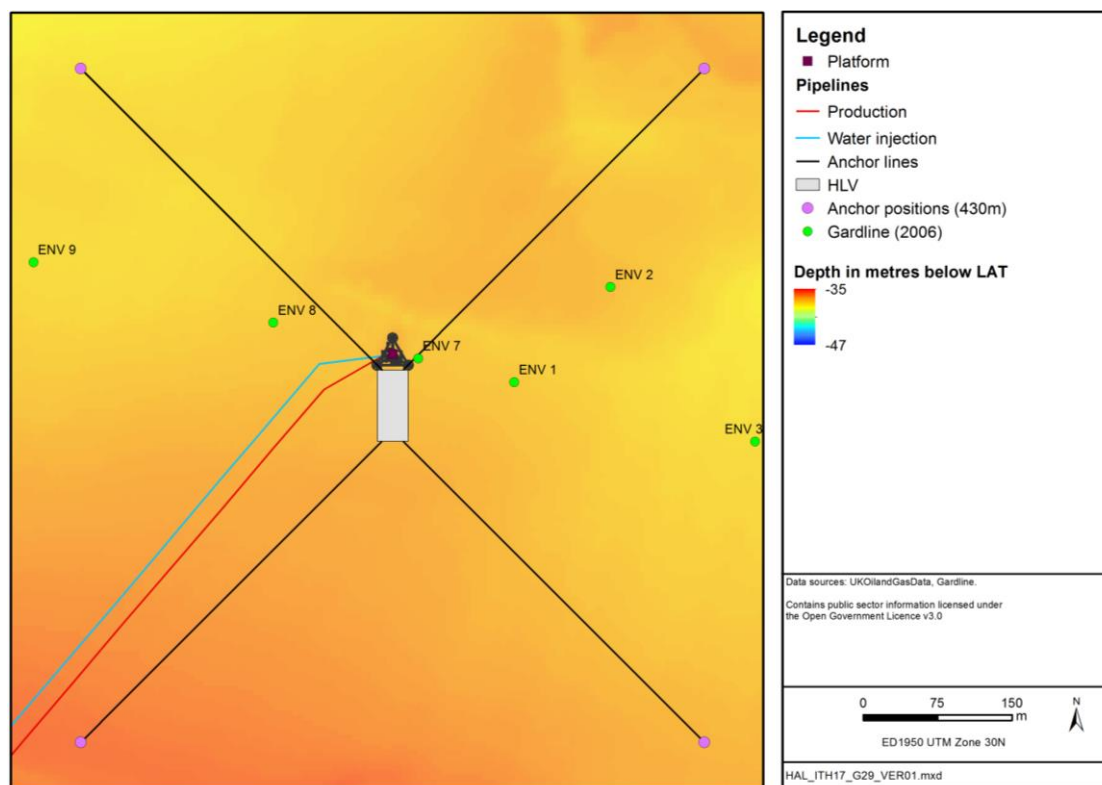 ENV 9
ENV 8
ENV 7
ENV 2
ENV 1
ENV 3
Legend
Platform
Pipelines
Production
Water injection
Anchor lines
HLV
Anchor positions (430m)
Gardline (2006)
Depth in metres below LAT
-35
-47
Data sources: UKOilandGasData, Gardline.
Contains public sector information licensed under
the Open Government Licence v3.0
0 75 150
m
N
ED1950 UTM Zone 30N
HAL_ITH17_G29_VER01.mxd